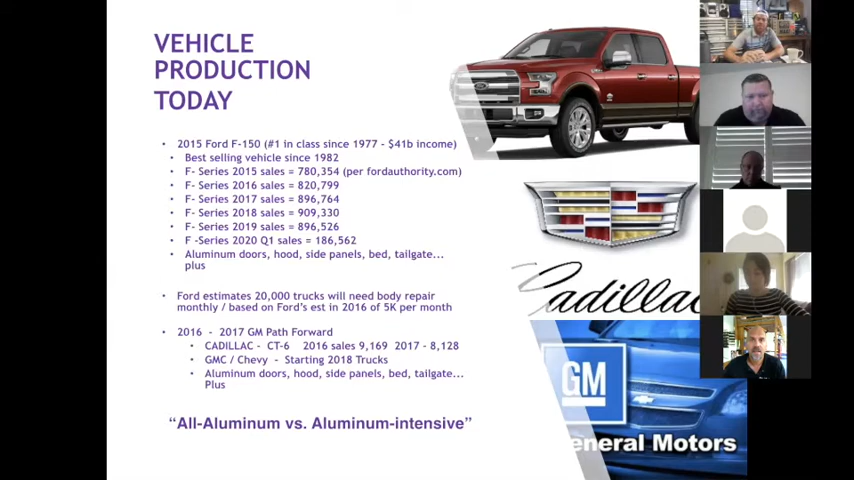 VEHICLE
PRODUCTION
TODAY
• 2015 Ford F-150 (#1 in class since 1977 - $41b income)
• Best selling vehicle since 1982
• F- Series 2015 sales = 780,354 (per fordauthority.com)
• F- Series 2016 sales = 820,799
• F- Series 2017 sales = 896,764
• F- Series 2018 sales = 909,330
• F- Series 2019 sales = 896,526
• F -Series 2020 Q1 sales = 186,562
• Aluminum doors, hood, side panels, bed, tailgate...
plus
• Ford estimates 20,000 trucks will need body repair
monthly / based on Ford's est in 2016 of 5K per month
• 2016 - 2017 GM Path Forward
• CADILLAC - CT-6 2016 sales 9,169 2017 - 8,128
• GMC / Chevy - Starting 2018 Trucks
• Aluminum doors, hood, side panels, bed, tailgate...
Plus
“All-Aluminum vs. Aluminum-intensive”
Cadillac
GM
eneral Motors